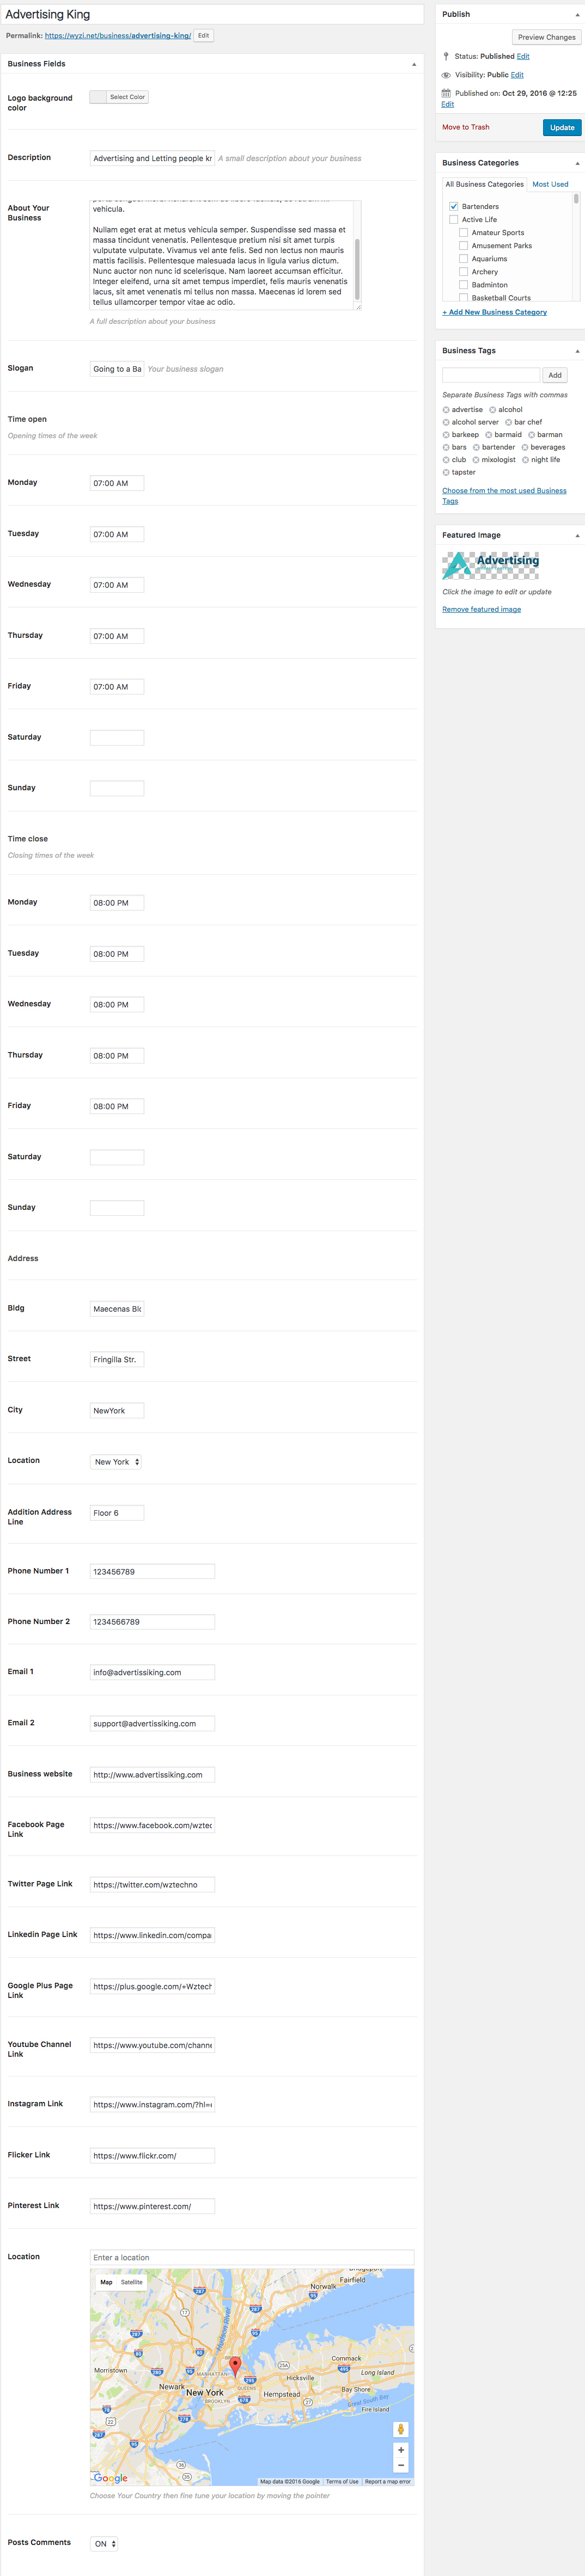 Advertising King
Permalink: https://wyzi.net/business/advertising-king/ Edit
Business Fields
Logo background
color
Select Color
Description
Advertising and Letting people kr
A small description about your business
About Your
Business
vehicula.
Nullam eget erat at metus vehicula semper. Suspendisse sed massa et
massa tincidunt venenatis. Pellentesque pretium nisi sit amet turpis
vulputate vulputate. Vivamus vel ante felis. Sed non lectus non mauris
mattis facilisis. Pellentesque malesuada lacus in ligula varius dictum.
Nunc auctor non nunc id scelerisque. Nam laoreet accumsan efficitur.
Integer eleifend, urna sit amet tempus imperdiet, felis mauris venenatis
lacus, sit amet venenatis mi tellus non massa. Maecenas id lorem sed
tellus ullamcorper tempor vitae ac odio.
A full description about your business
Slogan
Going to a Ba
Your business slogan
Time open
Opening times of the week
Monday
07:00 AM
Tuesday
07:00 AM
Wednesday
07:00 AM
Thursday
07:00 AM
Friday
07:00 AM
Saturday
Sunday
Time close
Closing times of the week
Monday
08:00 PM
Tuesday
08:00 PM
Wednesday
08:00 PM
Thursday
08:00 PM
Friday
08:00 PM
Saturday
Sunday
Address
Bldg
Maecenas Blc
Street
Fringilla Str.
City
NewYork
Location
New York
Addition Address
Line
Floor 6
Phone Number 1
123456789
Phone Number 2
1234566789
Email 1
info@advertissiking.com
Email 2
support@advertissiking.com
Business website
http://www.advertissiking.com
Facebook Page
Link
https://www.facebook.com/wztec
Twitter Page Link
https://twitter.com/wztechno
Linkedin Page Link
https://www.linkedin.com/compa
Google Plus Page
Link
https://plus.google.com/+Wztech
Youtube Channel
Link
https://www.youtube.com/channe
Instagram Link
https://www.instagram.com/?hl=
Flicker Link
https://www.flickr.com/
Pinterest Link
https://www.pinterest.com/
Location
Enter a location
Map Satellite
Fairfield
Norwalk
Hudson River
Morristown
MANHATTAN
Newark
New York
QUEENS
BROOKLYN
Hempstead
Hicksville
Commack
Long Island
Bay Shore
Great South Bay
Fire Island
Google
Map data ©2016 Google Terms of Use Report a map error
Choose Your Country then fine tune your location by moving the pointer
Posts Comments
ON
Publish
Preview Changes
Status: Published Edit
Visibility: Public Edit
Published on: Oct 29, 2016 @ 12:25
Edit
Move to Trash
Update
Business Categories
All Business Categories Most Used
Bartenders
Active Life
Amateur Sports
Amusement Parks
Aquariums
Archery
Badminton
Basketball Courts
+ Add New Business Category
Business Tags
Add
Separate Business Tags with commas
advertise alcohol
alcohol server bar chef
barkeep barmaid barman
bars bartender beverages
club mixologist night life
tapster
Choose from the most used Business
Tags
Featured Image
Advertising
Click the image to edit or update
Remove featured image